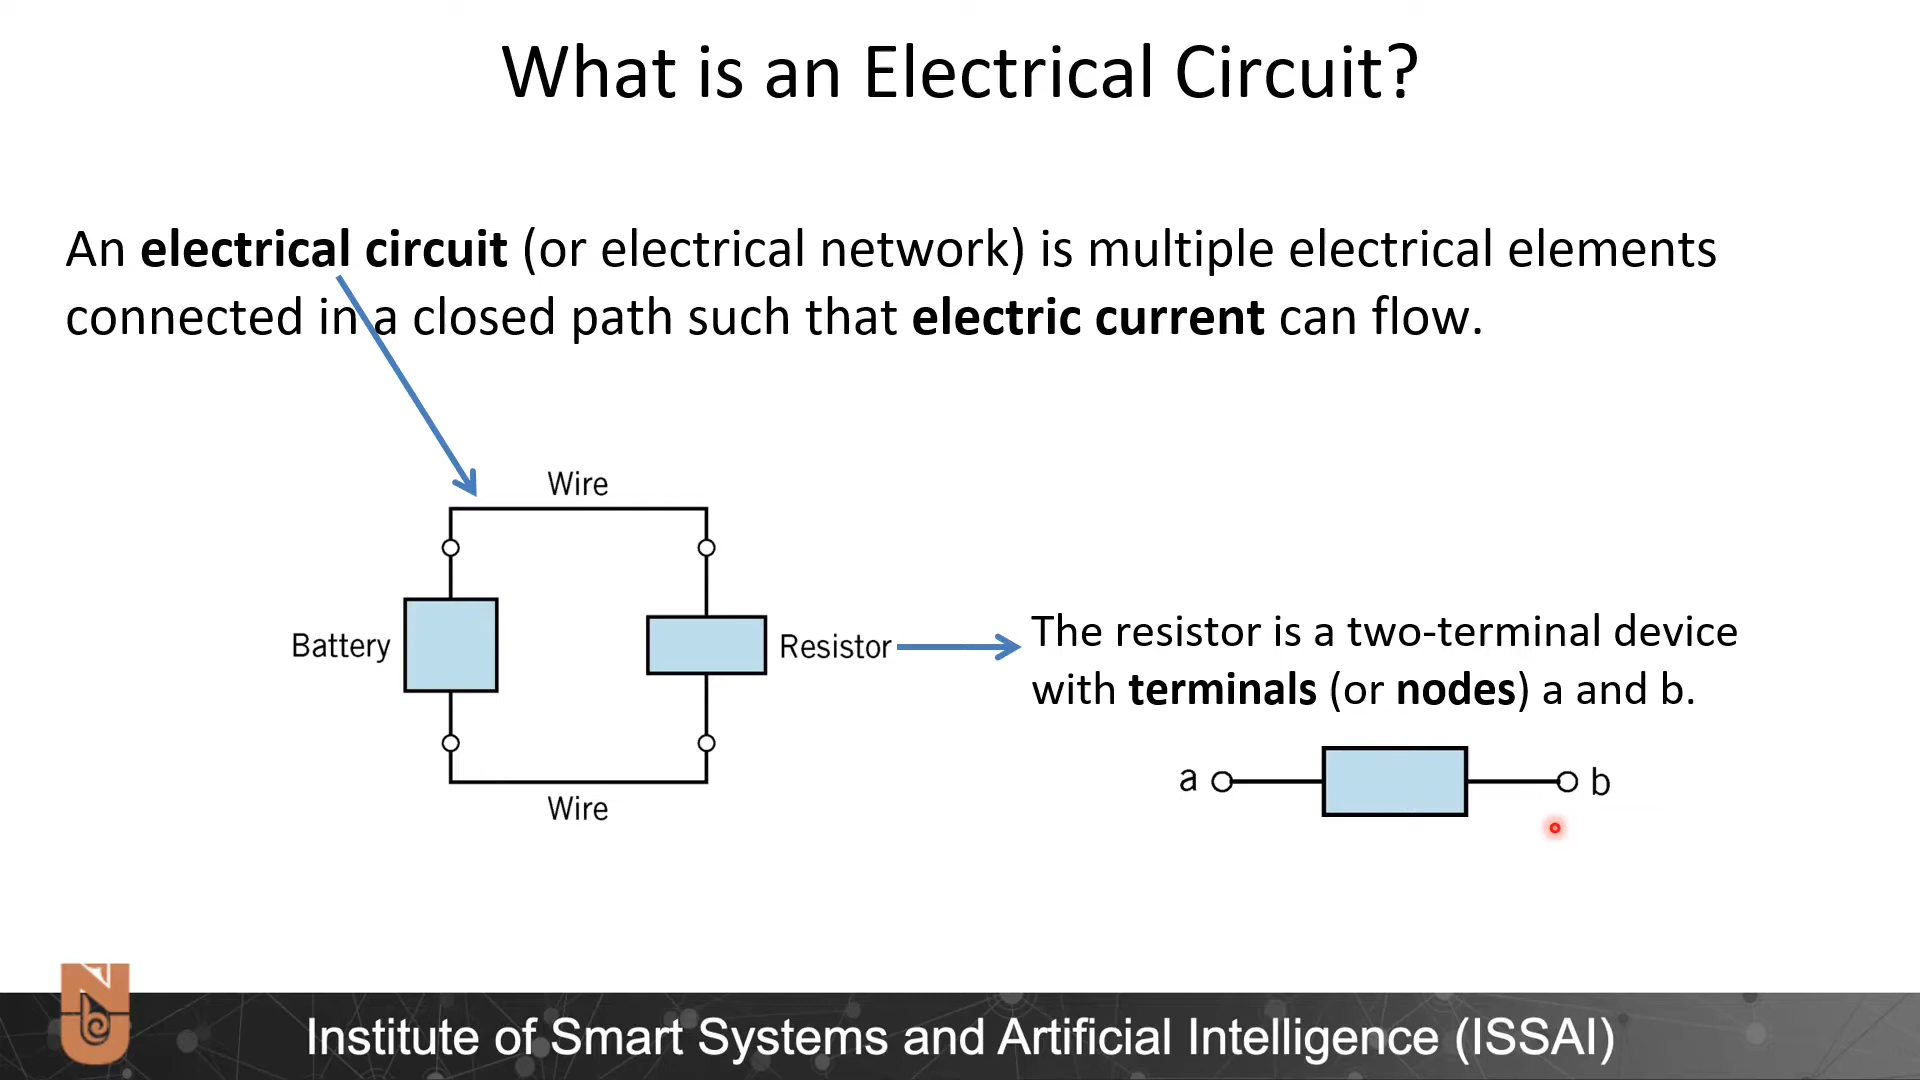 What is an Electrical Circuit?
An electrical circuit (or electrical network) is multiple electrical elements
connected in a closed path such that electric current can flow.
Wire
Battery
Resistor
The resistor is a two-terminal device
with terminals (or nodes) a and b.
a
b
Wire
Institute of Smart Systems and Artificial Intelligence (ISSAI)